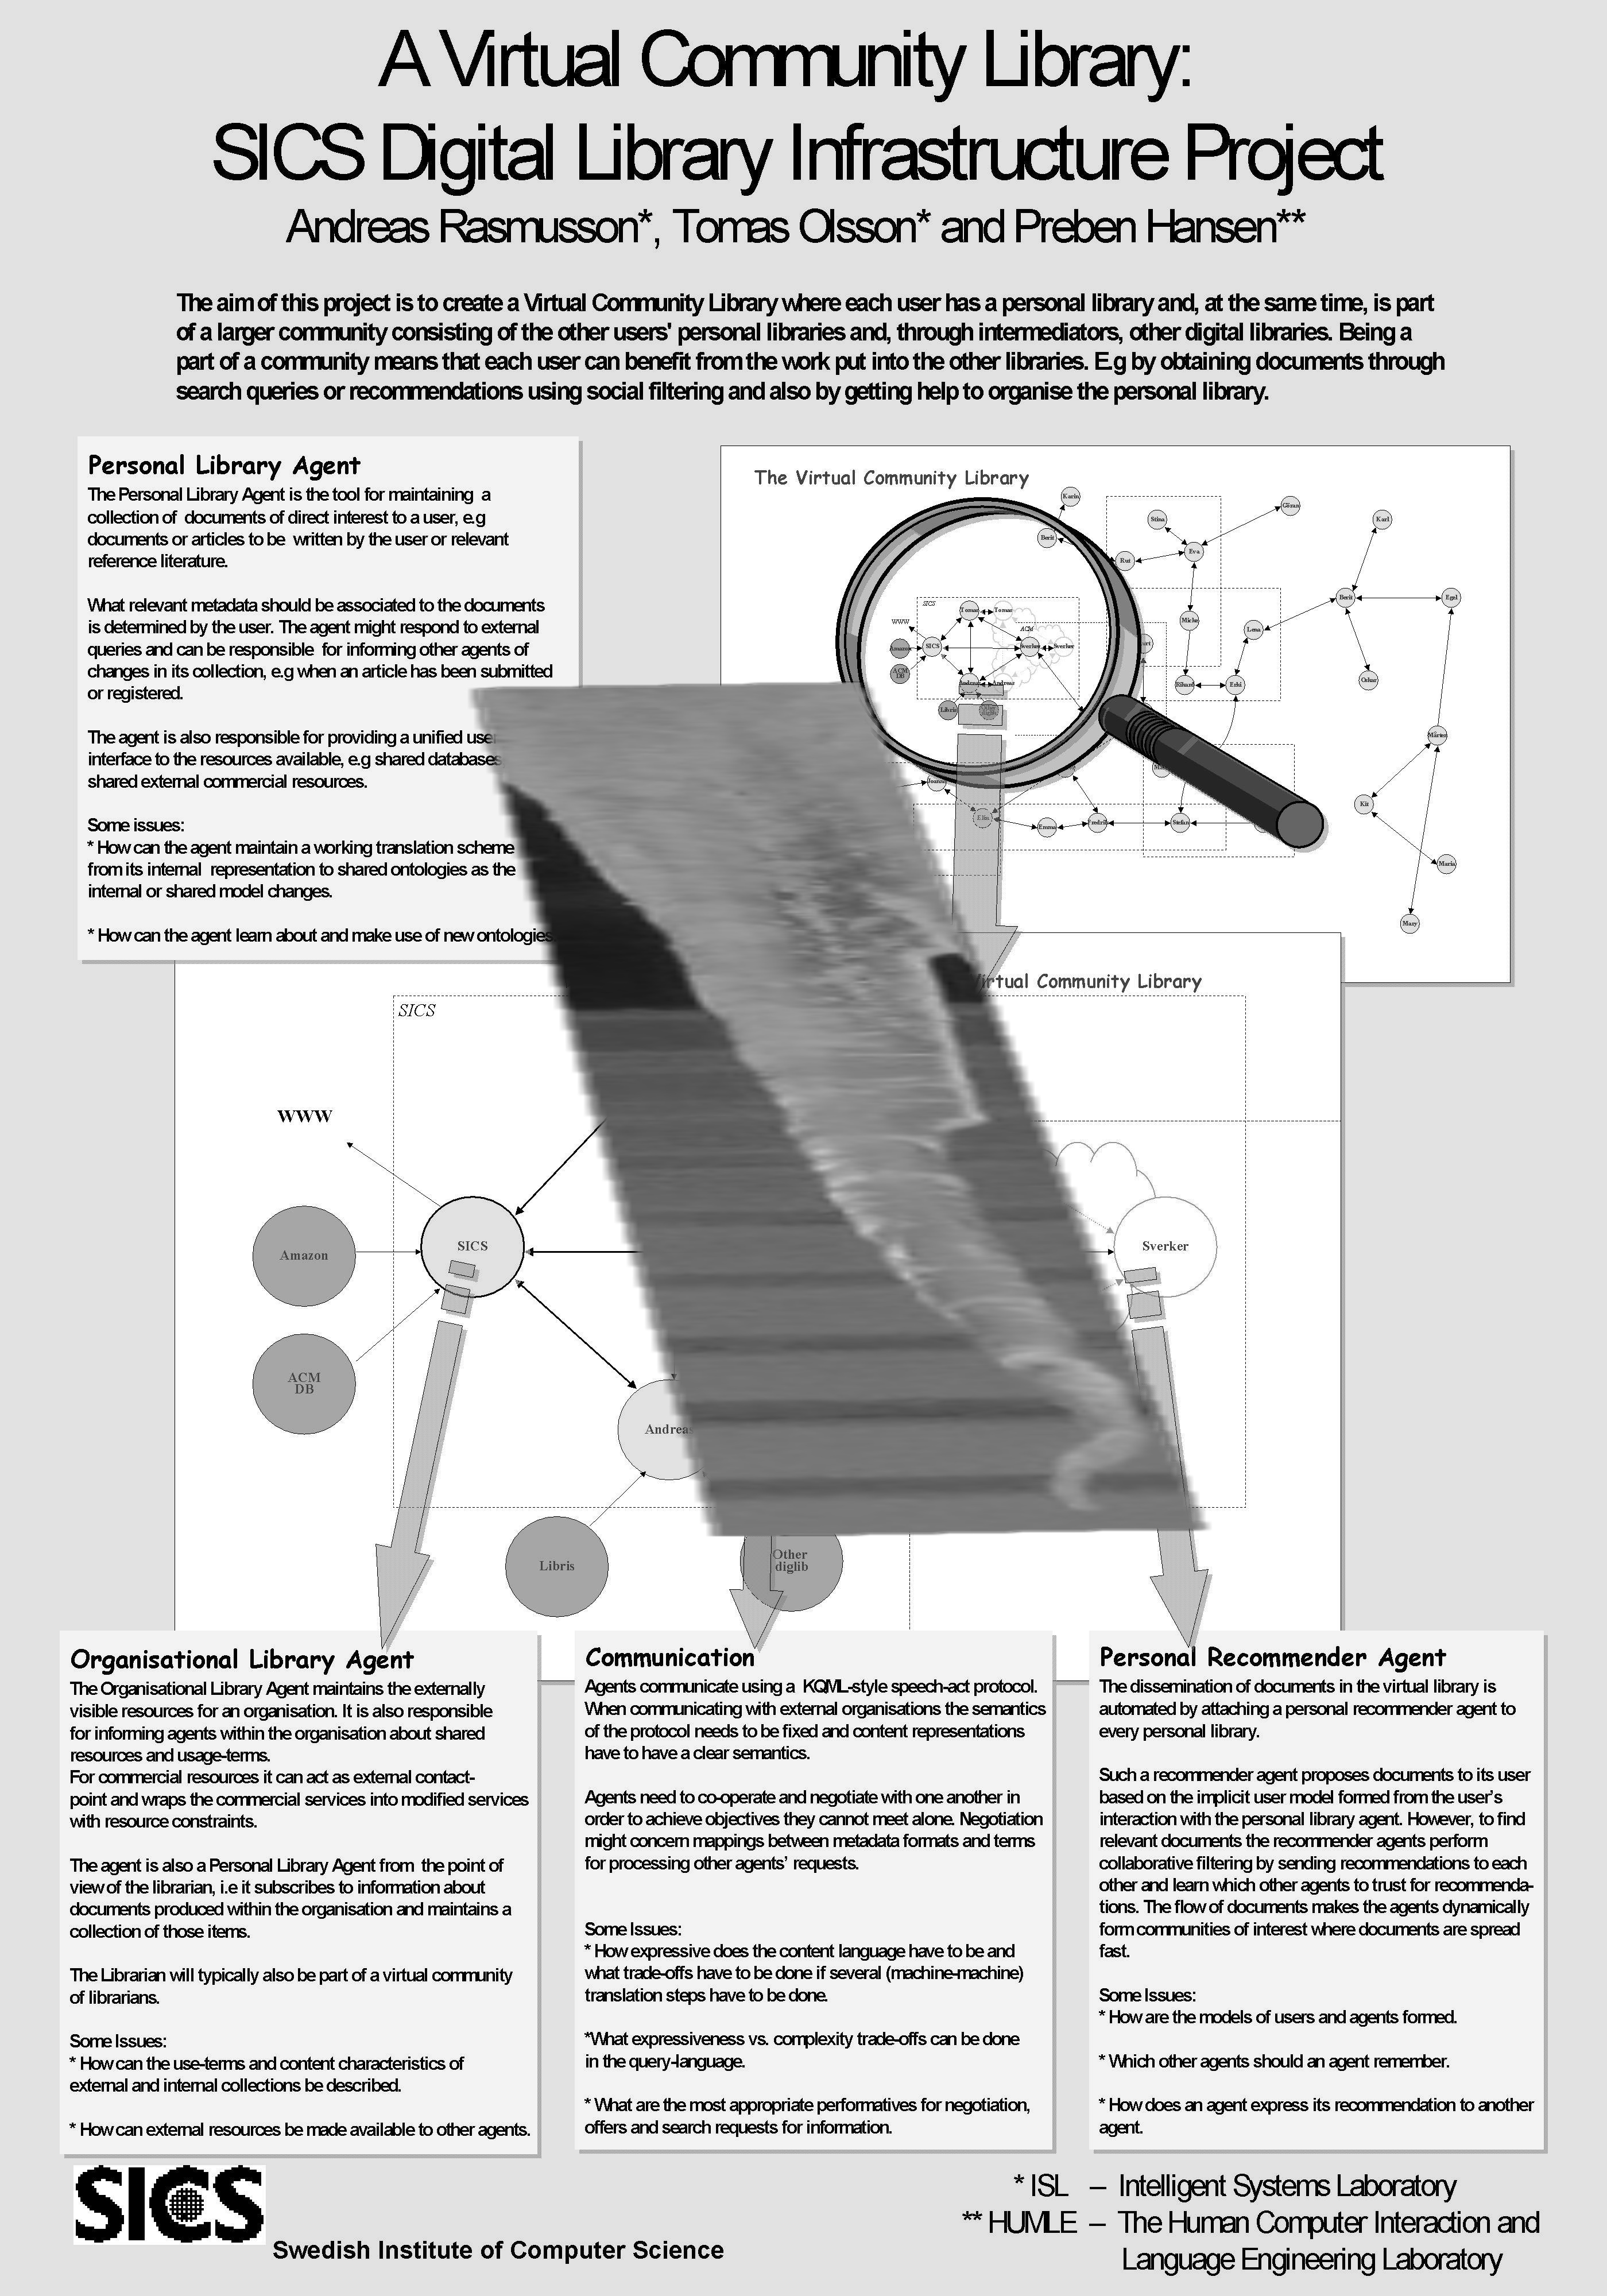 A Virtual Community Library:
SICS Digital Library Infrastructure Project
Andreas Rasmusson*, Tomas Olsson* and Preben Hansen**
The aim of this project is to create a Virtual Community Library where each user has a personal library and, at the same time, is part
of a larger community consisting of the other users' personal libraries and, through intermediators, other digital libraries. Being a
part of a community means that each user can benefit from the work put into the other libraries. E.g by obtaining documents through
search queries or recommendations using social filtering and also by getting help to organise the personal library.
Personal Library Agent
The Personal Library Agent is the tool for maintaining a
collection of documents of direct interest to a user, e.g
documents or articles to be written by the user or relevant
reference literature.
What relevant metadata should be associated to the documents
is determined by the user. The agent might respond to external
queries and can be responsible for informing other agents of
changes in its collection, e.g when an article has been submitted
or registered.
The agent is also responsible for providing a unified
interface to the resources available, e.g shared databases
shared external commercial resources.
Some issues:
* How can the agent maintain a working translation scheme
from its internal representation to shared ontologies as the
internal or shared model changes.
* How can the agent learn about and make use of new ontologies
The Virtual Community Library
Karin
Berit
Stina
Göran
Karl
Rut
Eva
Berit
Egil
Micke
Lena
Rikard
Erki
Oskar
Mårten
Kit
Maria
Mary
SICS
Tomas
Tomas
WWW
ACM
Amazon
SICS
Sverker
Sverker
ACM
DB
Andreas
Andreas
Libris
Elin
Emma
Fredrik
Stefan
Virtual Community Library
SICS
WWW
Amazon
SICS
Sverker
ACM
DB
Andreas
Libris
Other
diglib
Organisational Library Agent
The Organisational Library Agent maintains the externally
visible resources for an organisation. It is also responsible
for informing agents within the organisation about shared
resources and usage-terms.
For commercial resources it can act as external contact-
point and wraps the commercial services into modified services
with resource constraints.
The agent is also a Personal Library Agent from the point of
view of the librarian, i.e it subscribes to information about
documents produced within the organisation and maintains a
collection of those items.
The Librarian will typically also be part of a virtual community
of librarians.
Some Issues:
* How can the use-terms and content characteristics of
external and internal collections be described.
* How can external resources be made available to other agents.
Communication
Agents communicate using a KQML-style speech-act protocol.
When communicating with external organisations the semantics
of the protocol needs to be fixed and content representations
have to have a clear semantics.
Agents need to co-operate and negotiate with one another in
order to achieve objectives they cannot meet alone. Negotiation
might concern mappings between metadata formats and terms
for processing other agents' requests.
Some Issues:
* How expressive does the content language have to be and
what trade-offs have to be done if several (machine-machine)
translation steps have to be done.
*What expressiveness vs. complexity trade-offs can be done
in the query-language.
* What are the most appropriate performatives for negotiation,
offers and search requests for information.
Personal Recommender Agent
The dissemination of documents in the virtual library is
automated by attaching a personal recommender agent to
every personal library.
Such a recommender agent proposes documents to its user
based on the implicit user model formed from the user's
interaction with the personal library agent. However, to find
relevant documents the recommender agents perform
collaborative filtering by sending recommendations to each
other and learn which other agents to trust for recommenda-
tions. The flow of documents makes the agents dynamically
form communities of interest where documents are spread
fast.
Some Issues:
* How are the models of users and agents formed.
* Which other agents should an agent remember.
* How does an agent express its recommendation to another
agent.
SICS
Swedish Institute of Computer Science
* ISL – Intelligent Systems Laboratory
** HUMLE – The Human Computer Interaction and
Language Engineering Laboratory